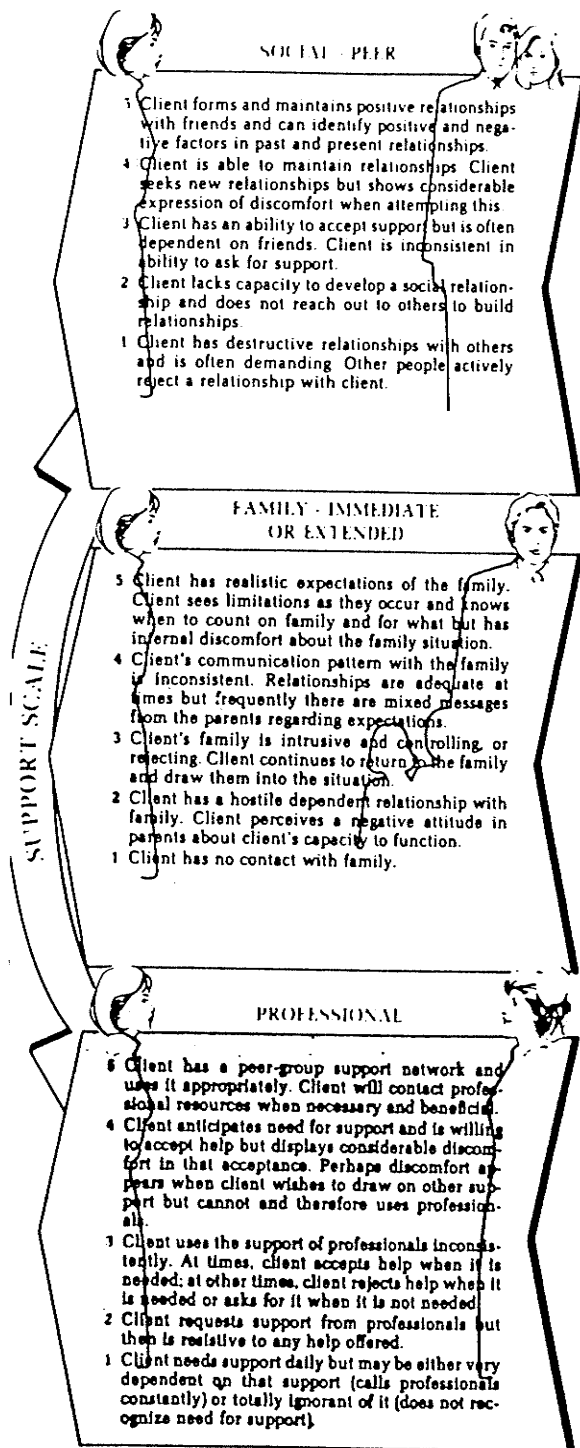 SOCIAL - PEER
5 Client forms and maintains positive relationships
with friends and can identify positive and nega-
tive factors in past and present relationships.
4 Client is able to maintain relationships. Client
seeks new relationships but shows considerable
expression of discomfort when attempting this
3 Client has an ability to accept support but is often
dependent on friends. Client is inconsistent in
ability to ask for support.
2 Client lacks capacity to develop a social relation-
ship and does not reach out to others to build
relationships.
1 Client has destructive relationships with others
and is often demanding. Other people actively
reject a relationship with client.
SUPPORT SCALE
FAMILY - IMMEDIATE
OR EXTENDED
5 Client has realistic expectations of the family.
Client sees limitations as they occur and knows
when to count on family and for what but has
internal discomfort about the family situation.
4 Client's communication pattern with the family
is inconsistent. Relationships are adequate at
times but frequently there are mixed messages
from the parents regarding expectations.
3 Client's family is intrusive and controlling, or
rejecting. Client continues to return to the family
and draw them into the situation.
2 Client has a hostile dependent relationship with
family. Client perceives a negative attitude in
parents about client's capacity to function.
1 Client has no contact with family.
PROFESSIONAL
5 Client has a peer-group support network and
uses it appropriately. Client will contact profes-
sional resources when necessary and beneficial.
4 Client anticipates need for support and is willing
to accept help but displays considerable discom-
fort in that acceptance. Perhaps discomfort ap-
pears when client wishes to draw on other sup-
port but cannot and therefore uses profession-
als.
3 Client uses the support of professionals inconsis-
tently. At times, client accepts help when it is
needed; at other times, client rejects help when it
is needed or asks for it when it is not needed.
2 Client requests support from professionals but
then is resistive to any help offered.
1 Client needs support daily but may be either very
dependent on that support (calls professionals
constantly) or totally ignorant of it (does not rec-
ognize need for support).